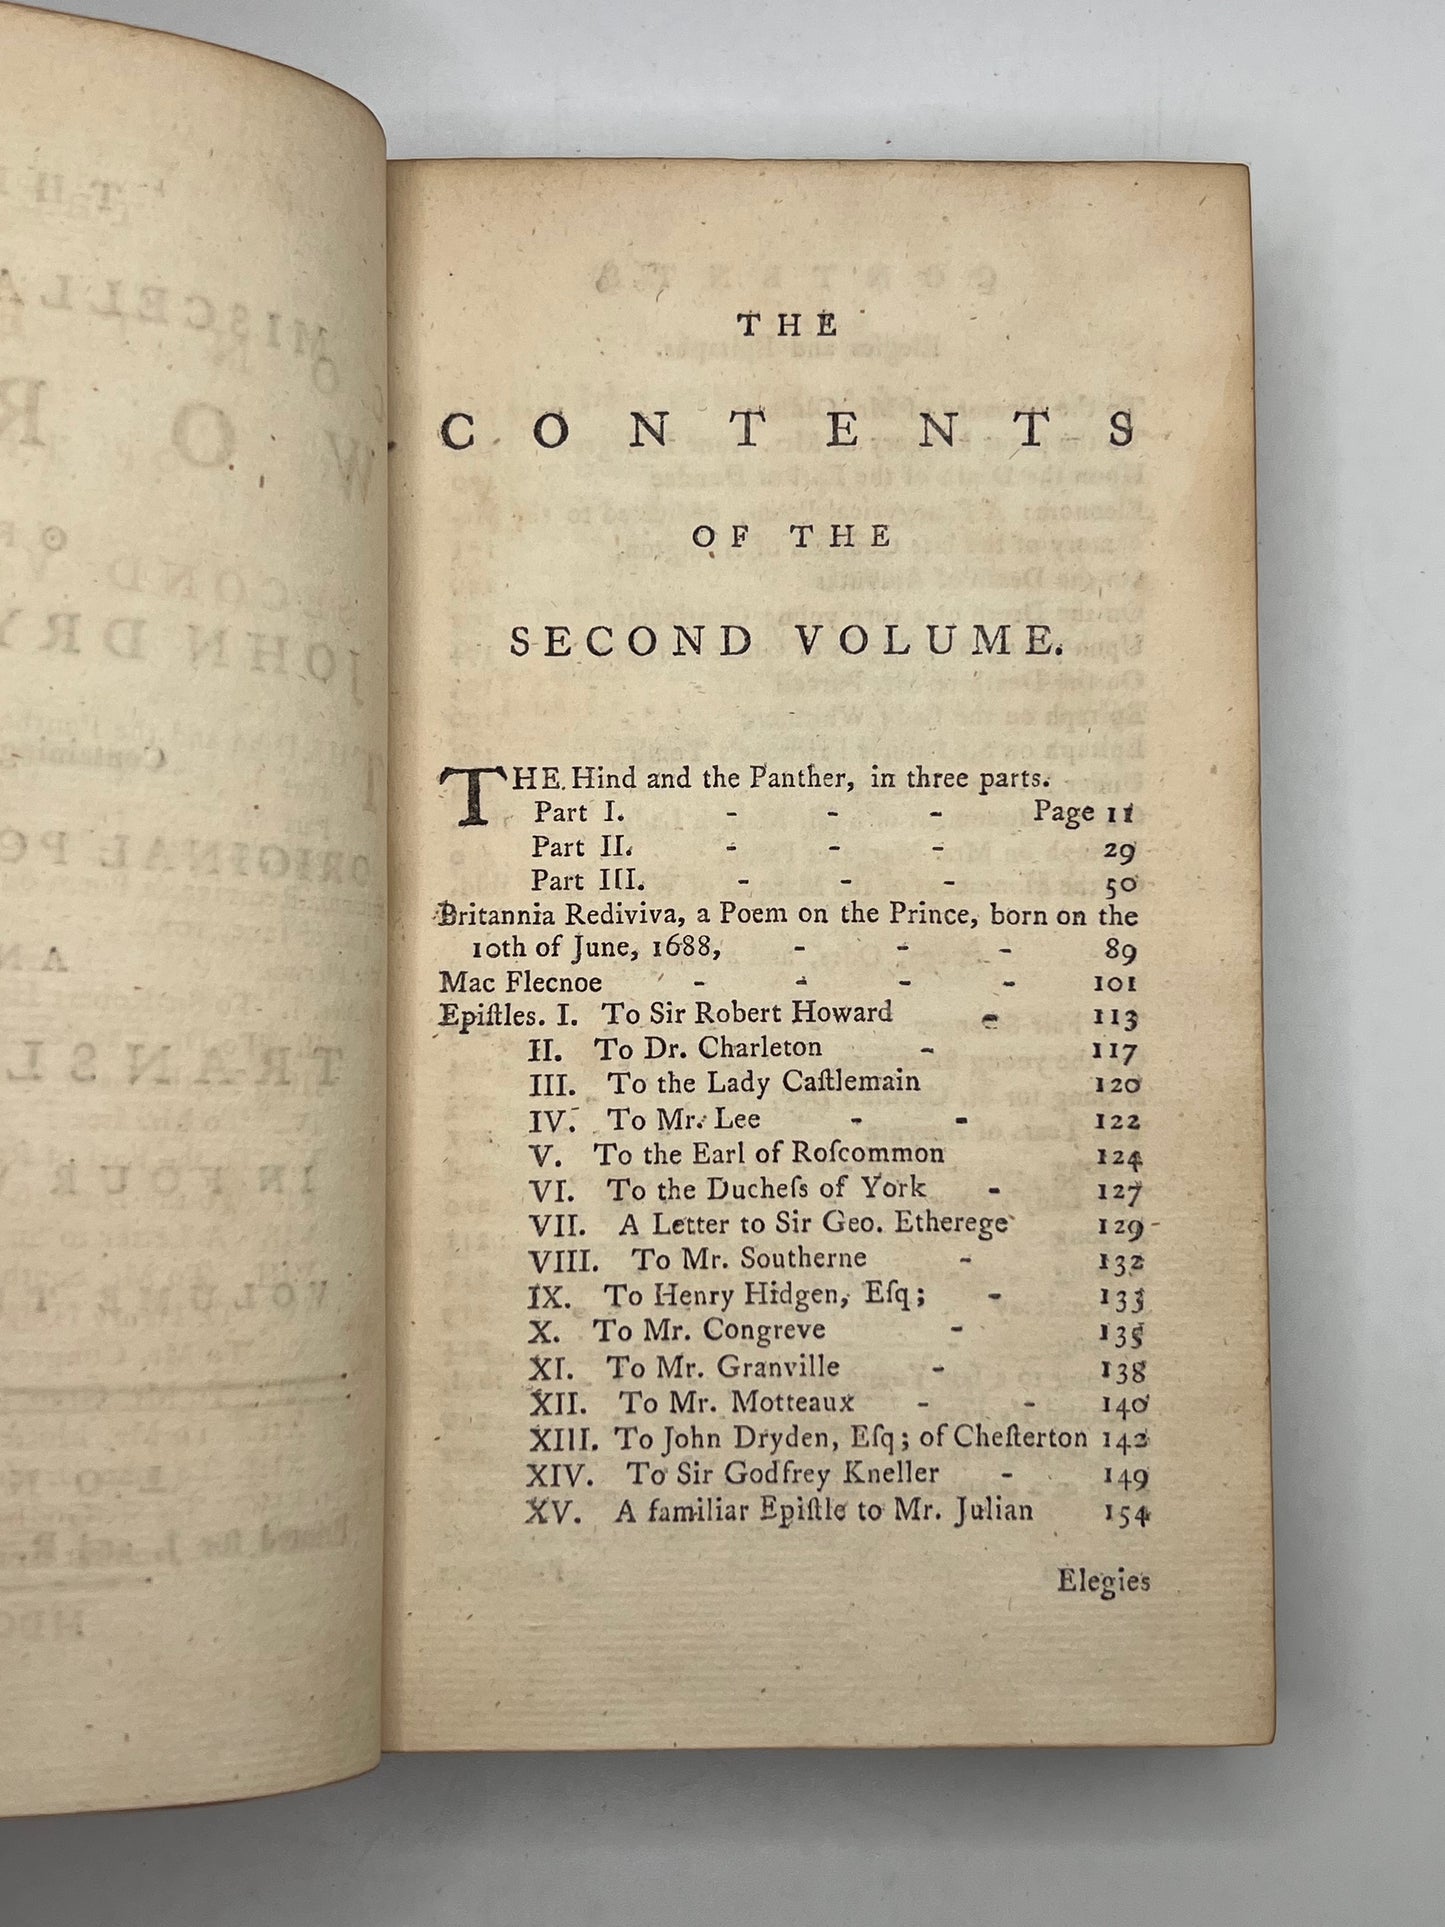 THE
CONTENTS
OF THE
SECOND VOLUME.
THE Hind and the Panther, in three parts.
Part I. - - - Page 11
Part II. - - - 29
Part III. - - - 50
Britannia Rediviva, a Poem on the Prince, born on the
10th of June, 1688, - - - 89
Mac Flecnoe - - - - 101
Epiſtles. I. To Sir Robert Howard - 113
II. To Dr. Charleton - 117
III. To the Lady Caſtlemain 120
IV. To Mr. Lee - - 122
V. To the Earl of Roſcommon 124
VI. To the Ducheſs of York - 127
VII. A Letter to Sir Geo. Etherege 129
VIII. To Mr. Southerne - 132
IX. To Henry Hidgen, Eſq; - 133
X. To Mr. Congreve - 135
XI. To Mr. Granville - 138
XII. To Mr. Motteaux - - 140
XIII. To John Dryden, Eſq; of Cheſterton 142
XIV. To Sir Godfrey Kneller - 149
XV. A familiar Epiſtle to Mr. Julian 154
Elegies